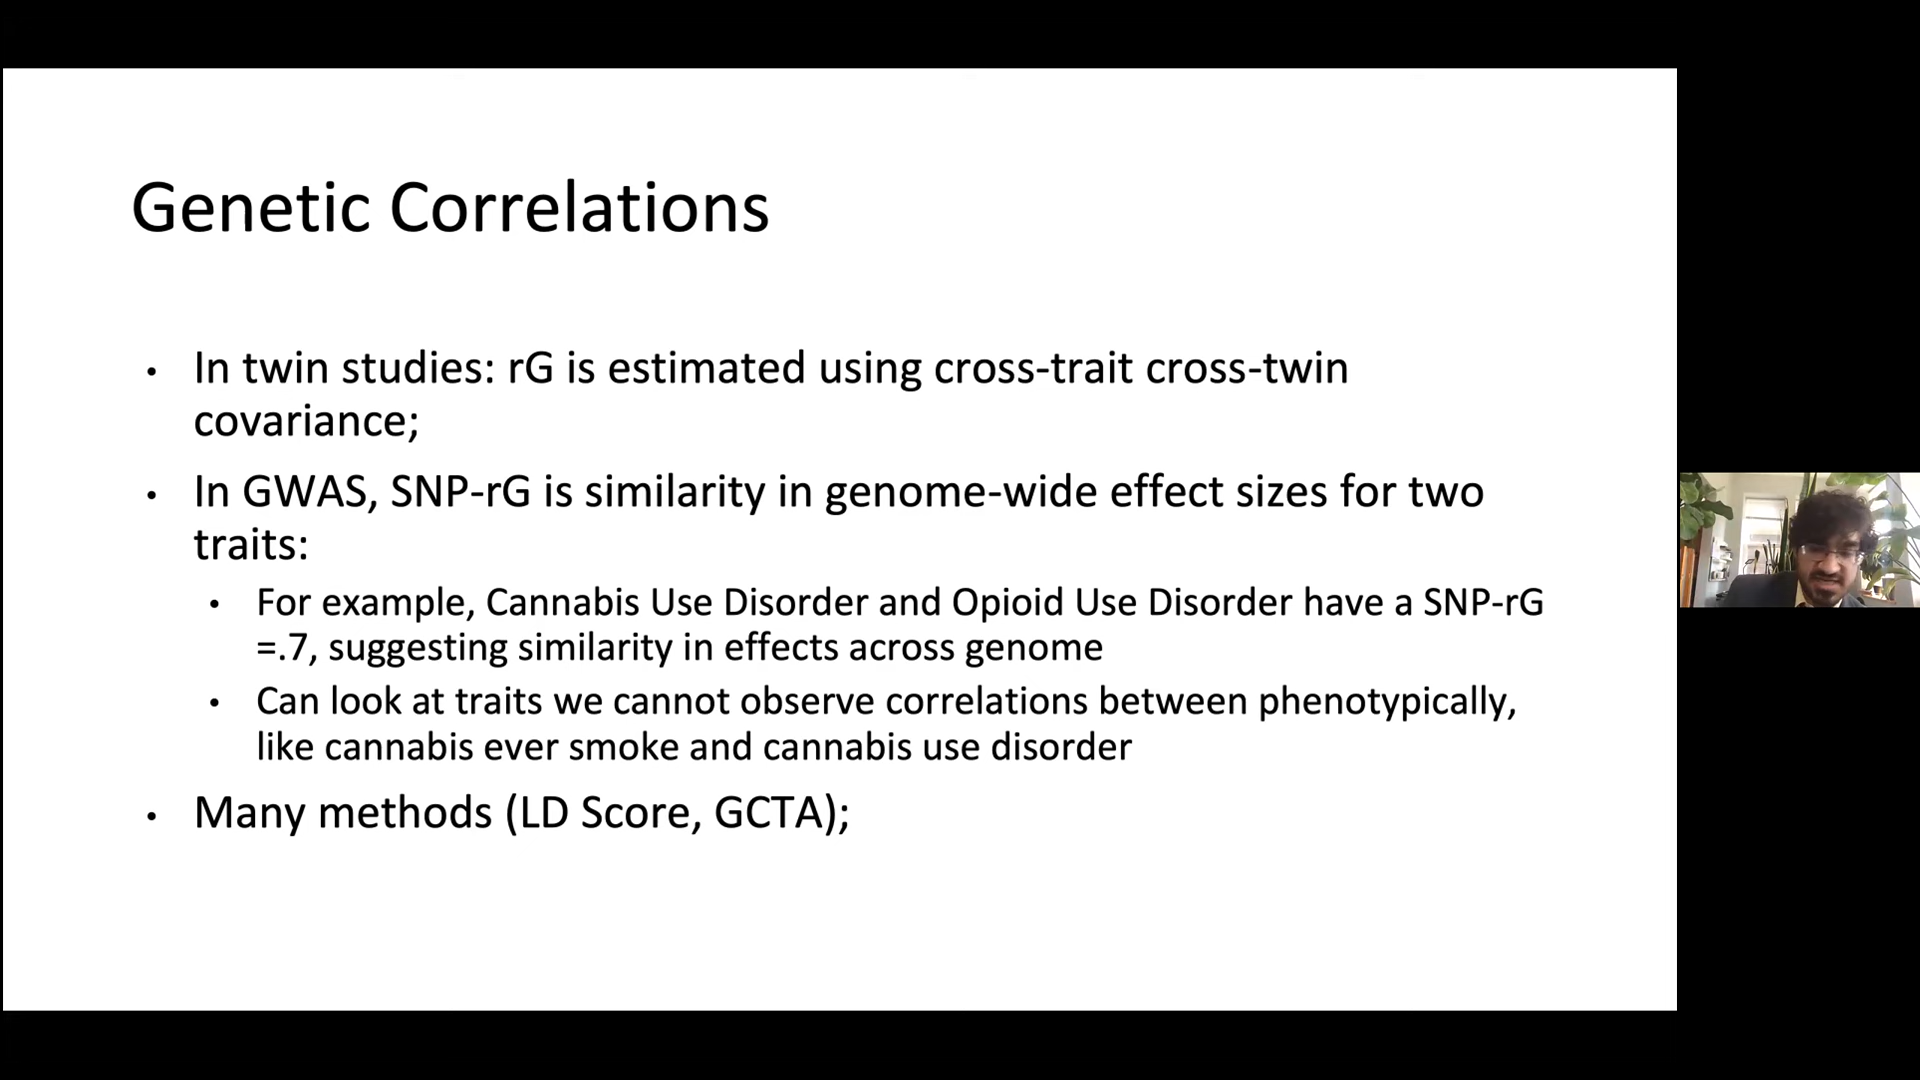 Genetic Correlations
• In twin studies: rG is estimated using cross-trait cross-twin
covariance;
• In GWAS, SNP-rG is similarity in genome-wide effect sizes for two
traits:
• For example, Cannabis Use Disorder and Opioid Use Disorder have a SNP-rG
=.7, suggesting similarity in effects across genome
• Can look at traits we cannot observe correlations between phenotypically,
like cannabis ever smoke and cannabis use disorder
• Many methods (LD Score, GCTA);